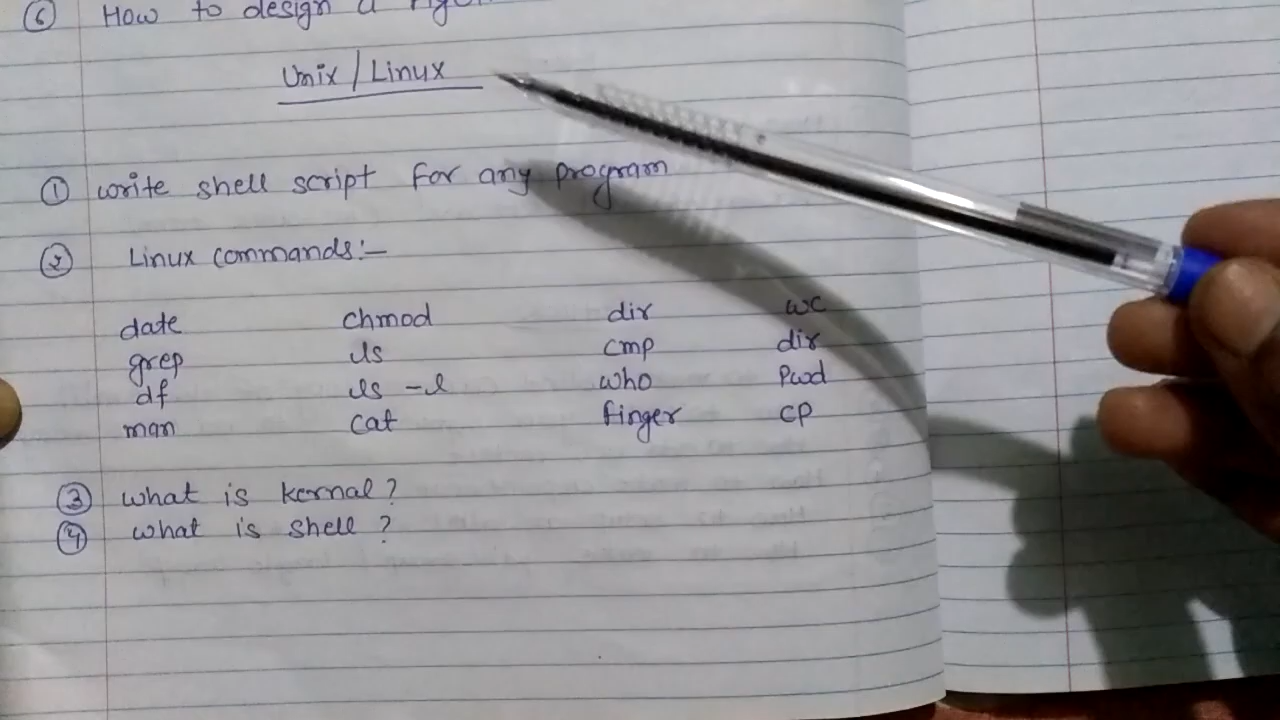 ⑥ How to design a
Unix / Linux
① write shell script for any program
② Linux commands:-
date chmod dir wc
grep ls cmp dir
df ls -l who Pwd
man cat finger cp
③ what is kernal ?
④ what is shell ?